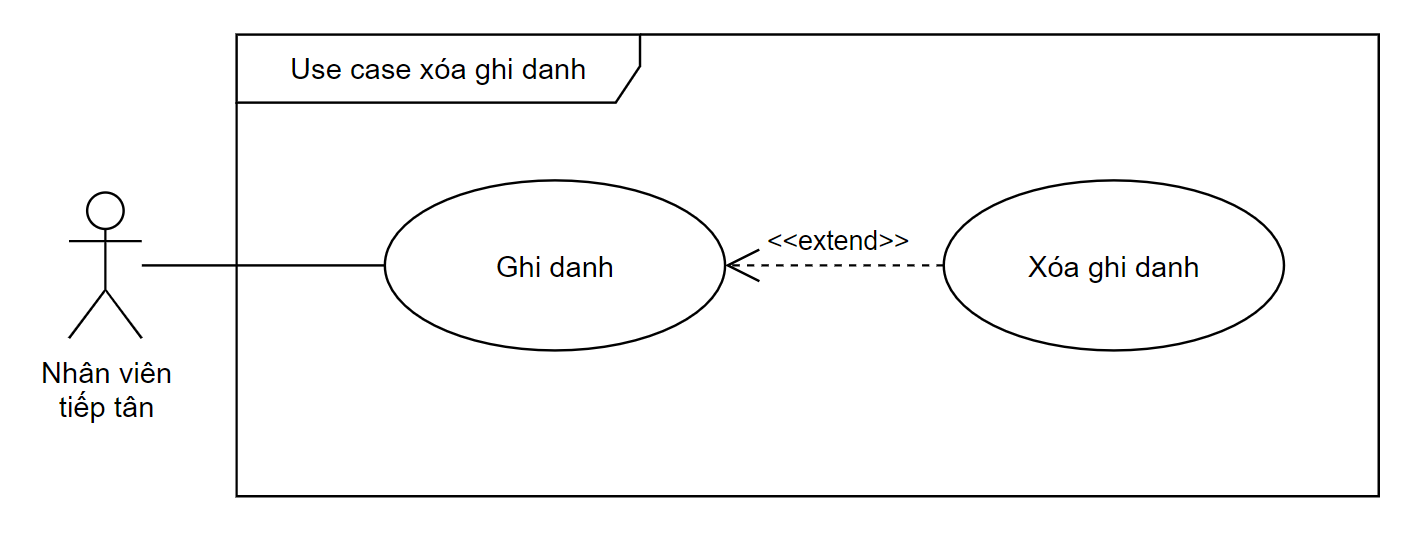 Use case xóa ghi danh
<<extend>>
Ghi danh
Xóa ghi danh
Nhân viên
tiếp tân